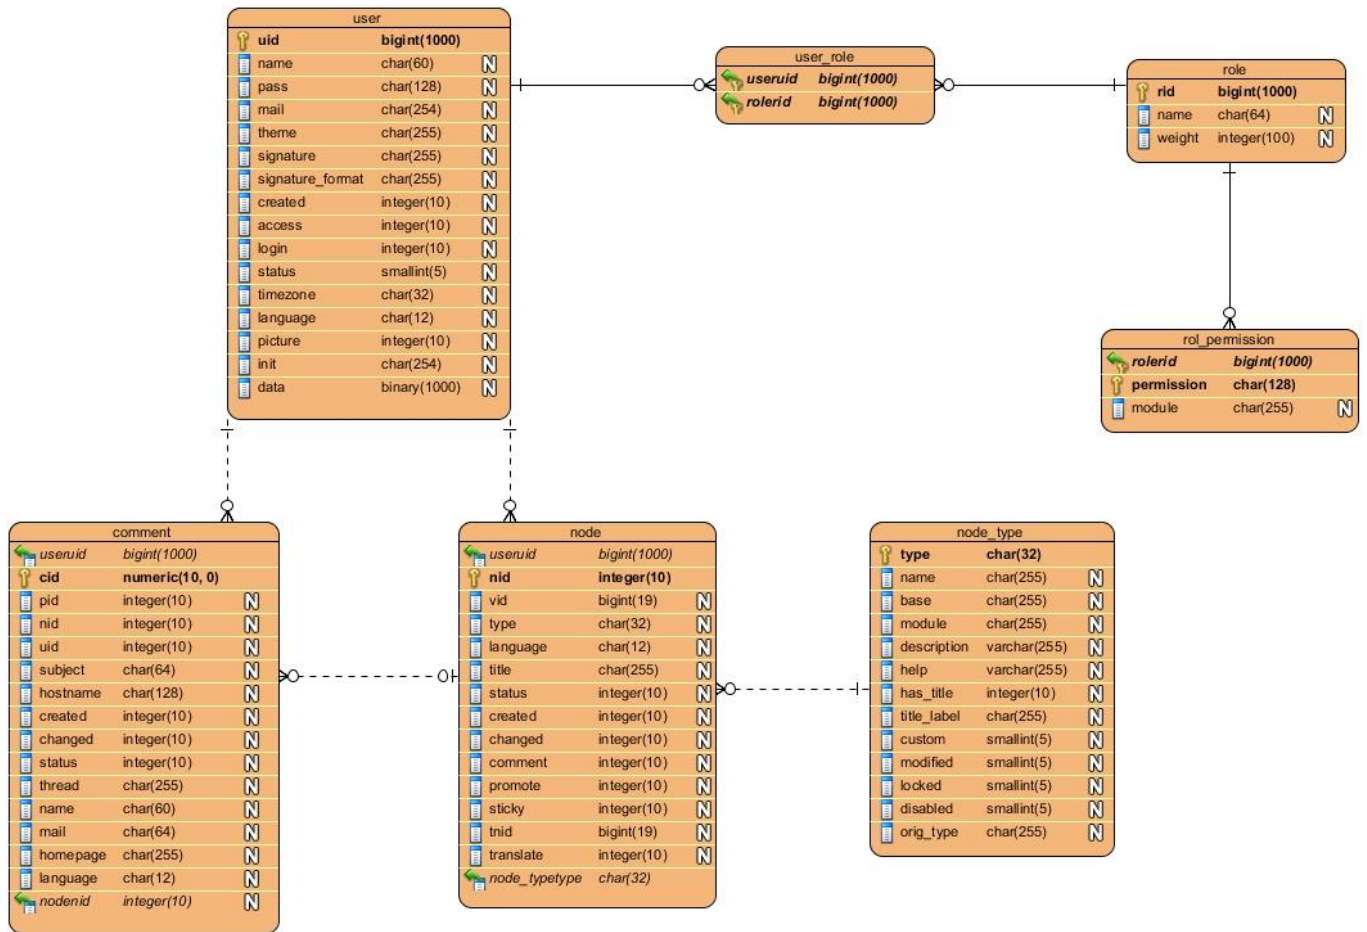 user
uid bigint(1000)
name char(60) N
pass char(128) N
mail char(254) N
theme char(255) N
signature char(255) N
signature_format char(255) N
created integer(10) N
access integer(10) N
login integer(10) N
status smallint(5) N
timezone char(32) N
language char(12) N
picture integer(10) N
init char(254) N
data binary(1000) N
user_role
useruid bigint(1000)
rolerid bigint(1000)
role
rid bigint(1000)
name char(64) N
weight integer(100) N
rol_permission
rolerid bigint(1000)
permission char(128)
module char(255) N
comment
useruid bigint(1000)
cid numeric(10, 0)
pid integer(10) N
nid integer(10) N
uid integer(10) N
subject char(64) N
hostname char(128) N
created integer(10) N
changed integer(10) N
status integer(10) N
thread char(255) N
name char(60) N
mail char(64) N
homepage char(255) N
language char(12) N
nodenid integer(10) N
node
useruid bigint(1000)
nid integer(10)
vid bigint(19) N
type char(32) N
language char(12) N
title char(255) N
status integer(10) N
created integer(10) N
changed integer(10) N
comment integer(10) N
promote integer(10) N
sticky integer(10) N
tnid bigint(19) N
translate integer(10) N
node_typetype char(32)
node_type
type char(32)
name char(255) N
base char(255) N
module char(255) N
description varchar(255) N
help varchar(255) N
has_title integer(10) N
title_label char(255) N
custom smallint(5) N
modified smallint(5) N
locked smallint(5) N
disabled smallint(5) N
orig_type char(255) N